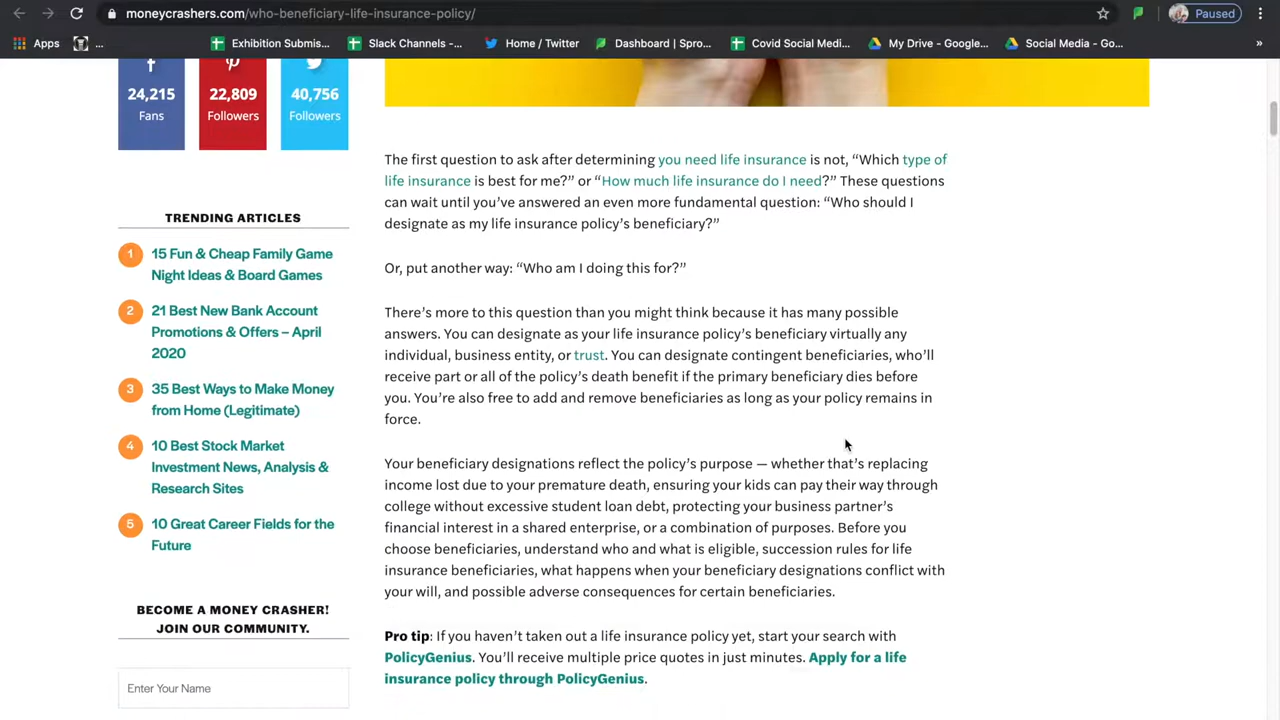 moneycrashers.com/who-beneficiary-life-insurance-policy/
Paused
Apps
...
Exhibition Submis...
Slack Channels -...
Home / Twitter
Dashboard | Spro...
Covid Social Medi...
My Drive - Google...
Social Media - Go...
»
24,215
Fans
22,809
Followers
40,756
Followers
TRENDING ARTICLES
1
15 Fun & Cheap Family Game
Night Ideas & Board Games
2
21 Best New Bank Account
Promotions & Offers – April
2020
3
35 Best Ways to Make Money
from Home (Legitimate)
4
10 Best Stock Market
Investment News, Analysis &
Research Sites
5
10 Great Career Fields for the
Future
BECOME A MONEY CRASHER!
JOIN OUR COMMUNITY.
Enter Your Name
The first question to ask after determining you need life insurance is not, “Which type of
life insurance is best for me?” or “How much life insurance do I need?” These questions
can wait until you’ve answered an even more fundamental question: “Who should I
designate as my life insurance policy’s beneficiary?”
Or, put another way: “Who am I doing this for?”
There’s more to this question than you might think because it has many possible
answers. You can designate as your life insurance policy’s beneficiary virtually any
individual, business entity, or trust. You can designate contingent beneficiaries, who’ll
receive part or all of the policy’s death benefit if the primary beneficiary dies before
you. You’re also free to add and remove beneficiaries as long as your policy remains in
force.
Your beneficiary designations reflect the policy’s purpose — whether that’s replacing
income lost due to your premature death, ensuring your kids can pay their way through
college without excessive student loan debt, protecting your business partner’s
financial interest in a shared enterprise, or a combination of purposes. Before you
choose beneficiaries, understand who and what is eligible, succession rules for life
insurance beneficiaries, what happens when your beneficiary designations conflict with
your will, and possible adverse consequences for certain beneficiaries.
Pro tip: If you haven’t taken out a life insurance policy yet, start your search with
PolicyGenius. You’ll receive multiple price quotes in just minutes. Apply for a life
insurance policy through PolicyGenius.